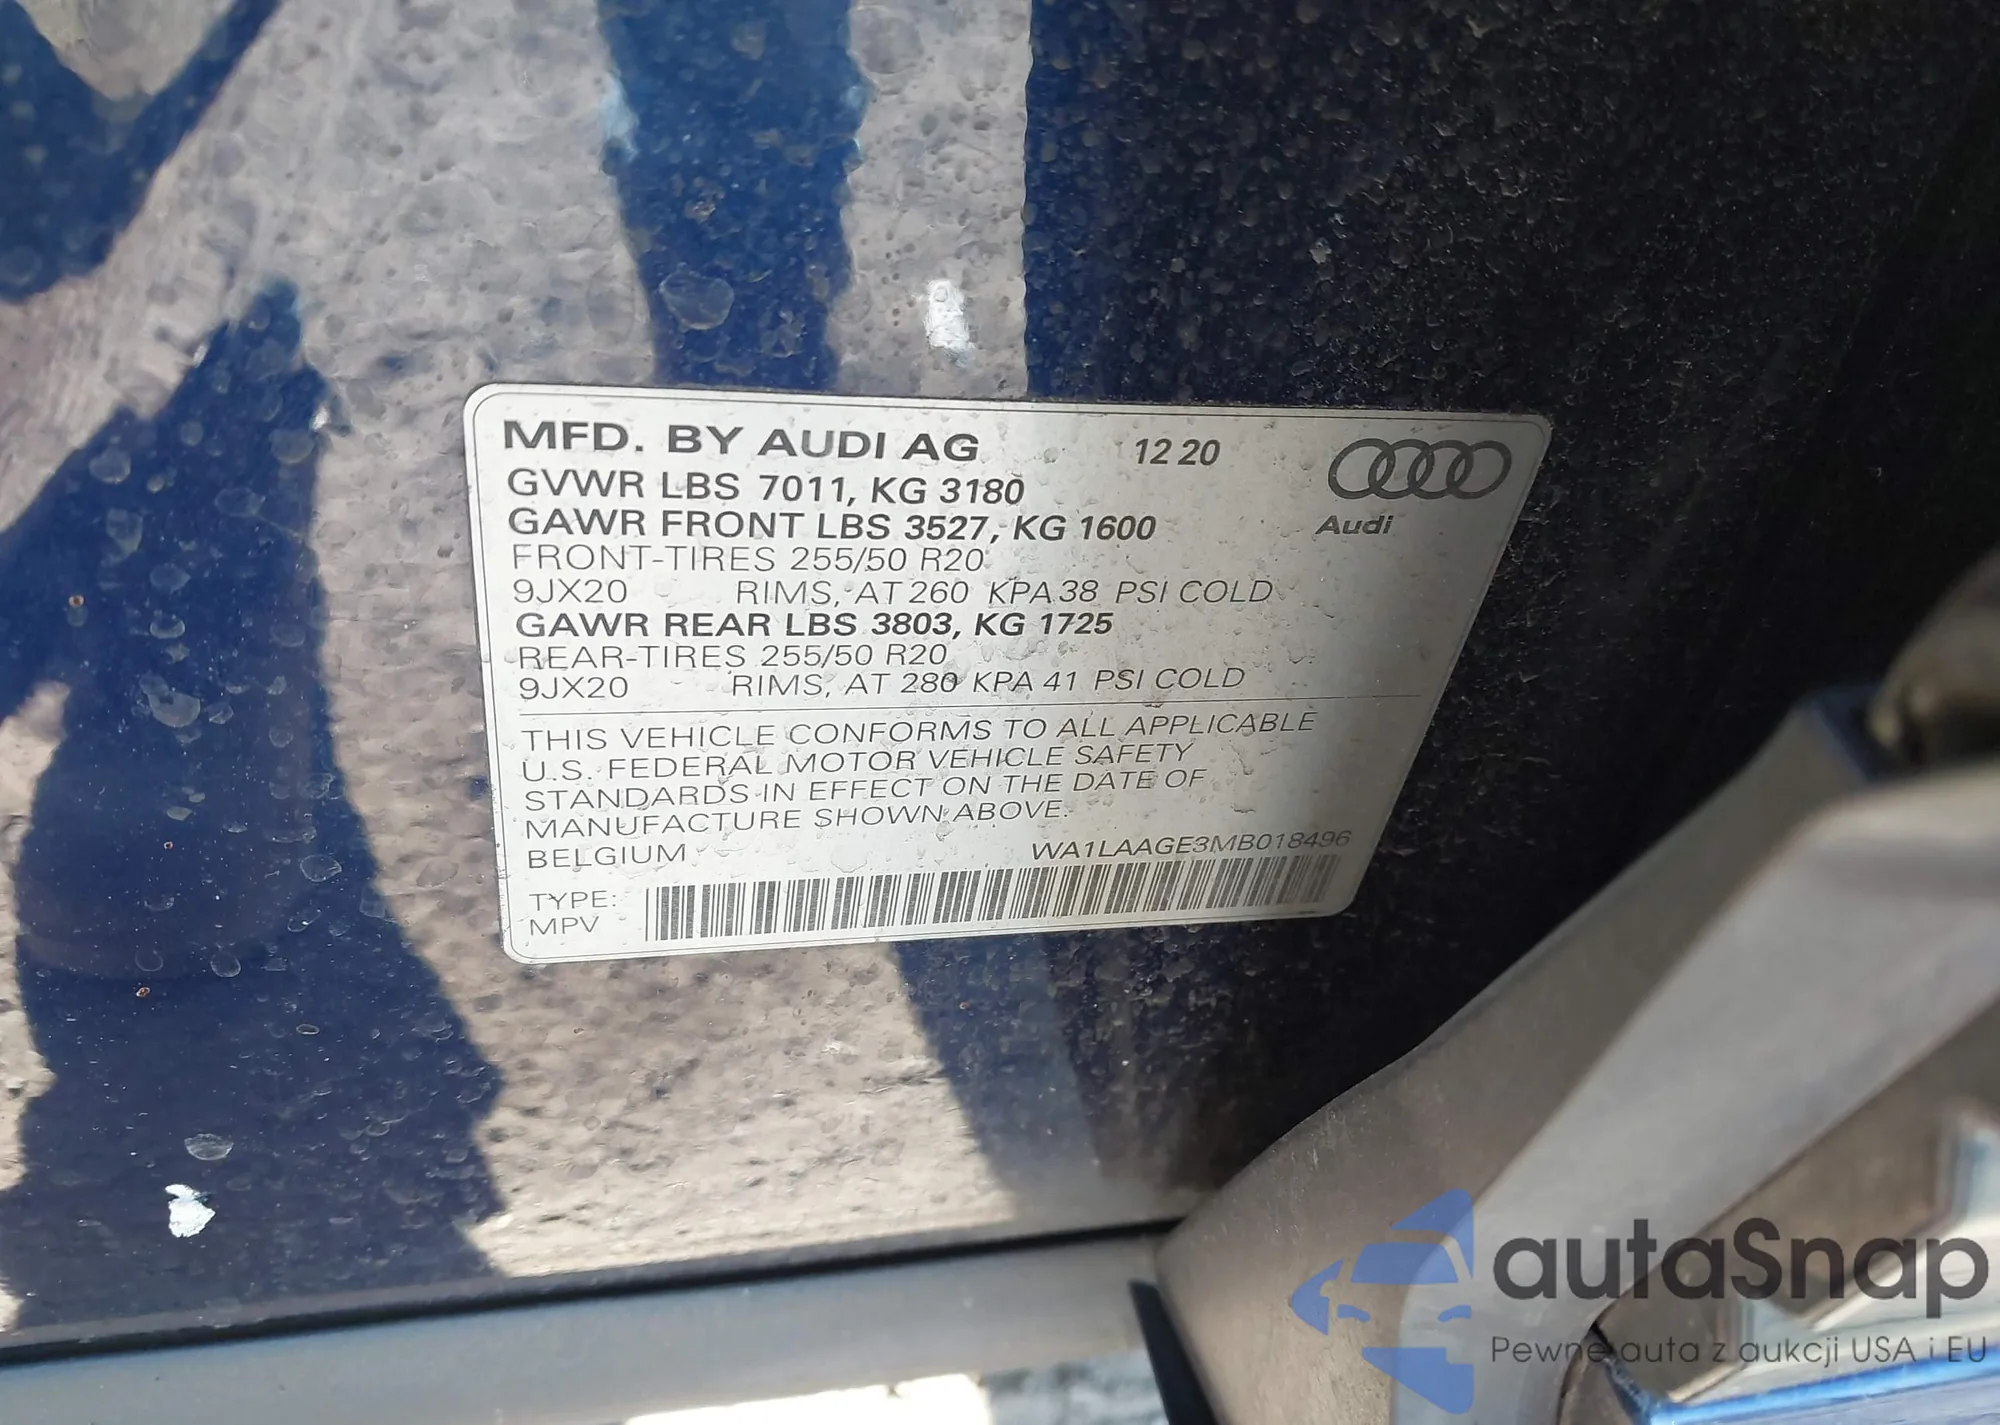 MFD. BY AUDI AG 12 20
GVWR LBS 7011, KG 3180
GAWR FRONT LBS 3527, KG 1600
Audi
FRONT-TIRES 255/50 R20
9JX20 RIMS, AT 260 KPA 38 PSI COLD
GAWR REAR LBS 3803, KG 1725
REAR-TIRES 255/50 R20
9JX20 RIMS, AT 280 KPA 41 PSI COLD
THIS VEHICLE CONFORMS TO ALL APPLICABLE
U.S. FEDERAL MOTOR VEHICLE SAFETY
STANDARDS IN EFFECT ON THE DATE OF
MANUFACTURE SHOWN ABOVE.
BELGIUM WA1LAAGE3MB018496
TYPE:
MPV
autaSnap
Pewne auta z aukcji USA i EU